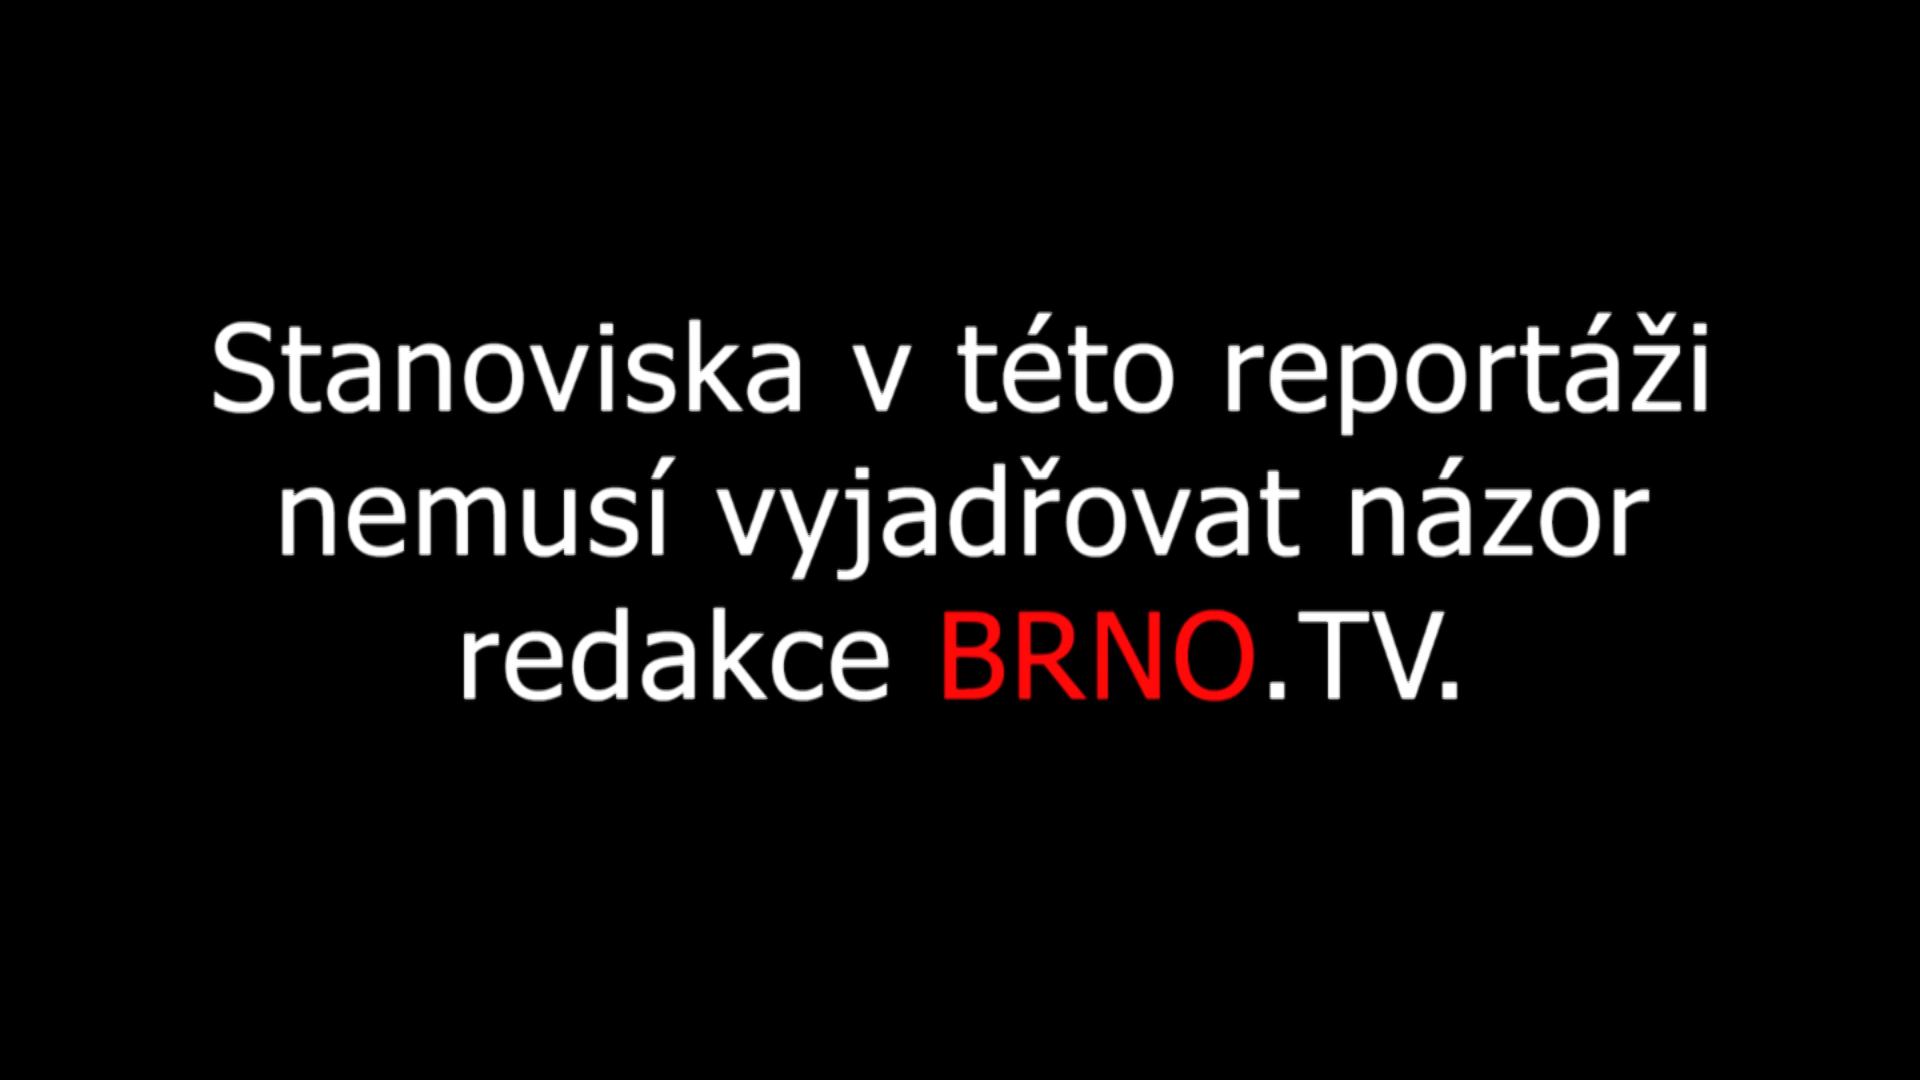 Stanoviska v této reportáži
nemusí vyjadřovat názor
redakce BRNO.TV.